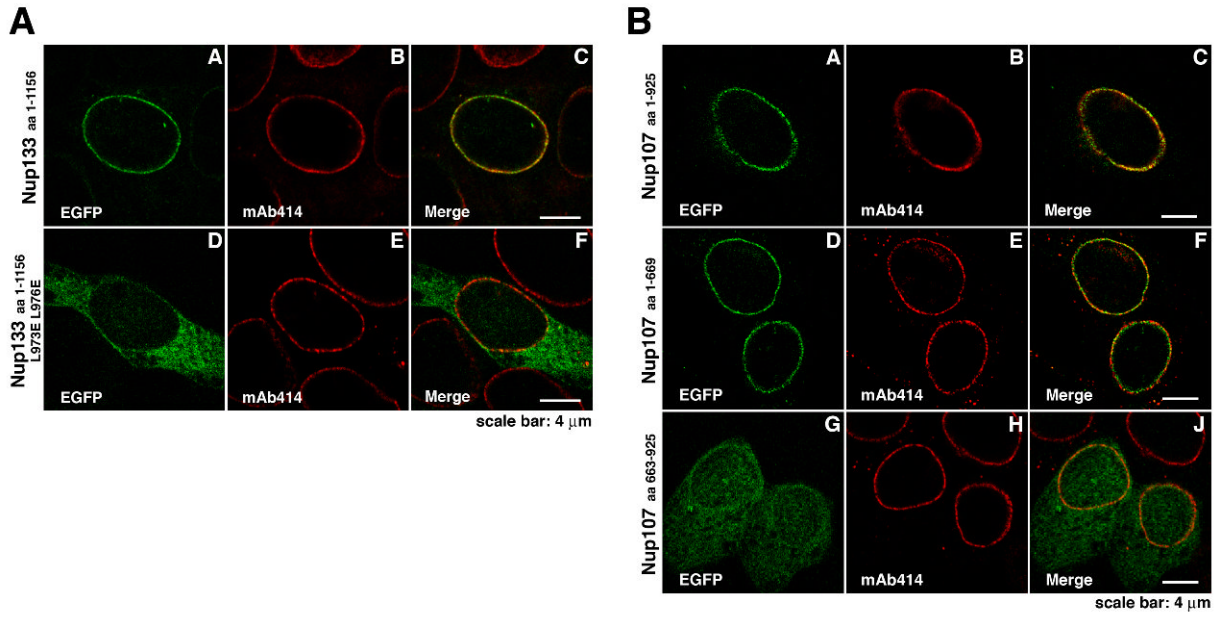 A
Nup133 aa 1-1156
A
EGFP
B
mAb414
C
Merge
Nup133 aa 1-1156
L973E L976E
D
EGFP
E
mAb414
F
Merge
scale bar: 4 μm
B
Nup107 aa 1-925
A
EGFP
B
mAb414
C
Merge
Nup107 aa 1-669
D
EGFP
E
mAb414
F
Merge
Nup107 aa 663-925
G
EGFP
H
mAb414
J
Merge
scale bar: 4 μm